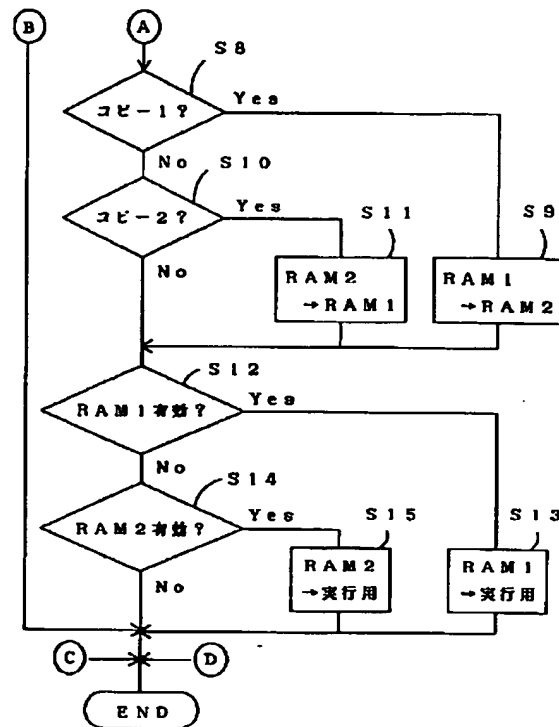 B
A
S8
コピー1?
Yes
No
S10
コピー2?
Yes
No
S11
RAM2
→RAM1
S9
RAM1
→RAM2
S12
RAM1有効?
Yes
No
S14
RAM2有効?
Yes
No
S15
RAM2
→実行用
S13
RAM1
→実行用
C
D
END